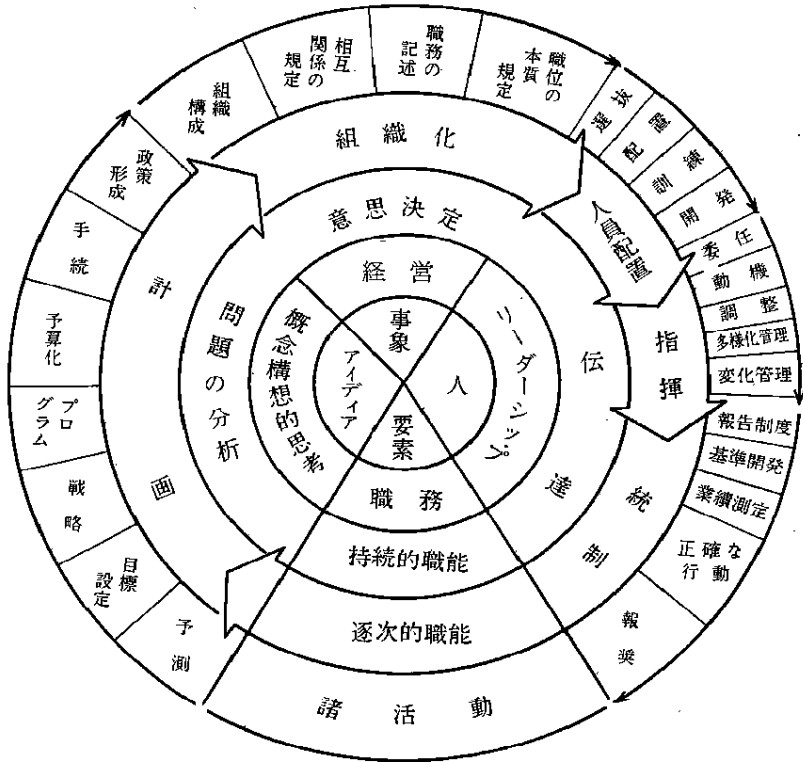 職位の
本質
規定
職務の
記述
相互
関係の
規定
組織
構成
政策
形成
手続
予算化
プロ
グラム
戦略
目標
設定
予測
選抜
配置
訓練
開発
委任
動機
調整
多様化管理
変化管理
報告制度
基準開発
業績測定
正確な
行動
報奨
組織化
人員配置
指揮
統制
計画
意思決定
伝達
問題の分析
経営
リーダーシップ
概念構想的思考
事象
人
アイディア
要素
職務
持続的職能
逐次的職能
諸活動